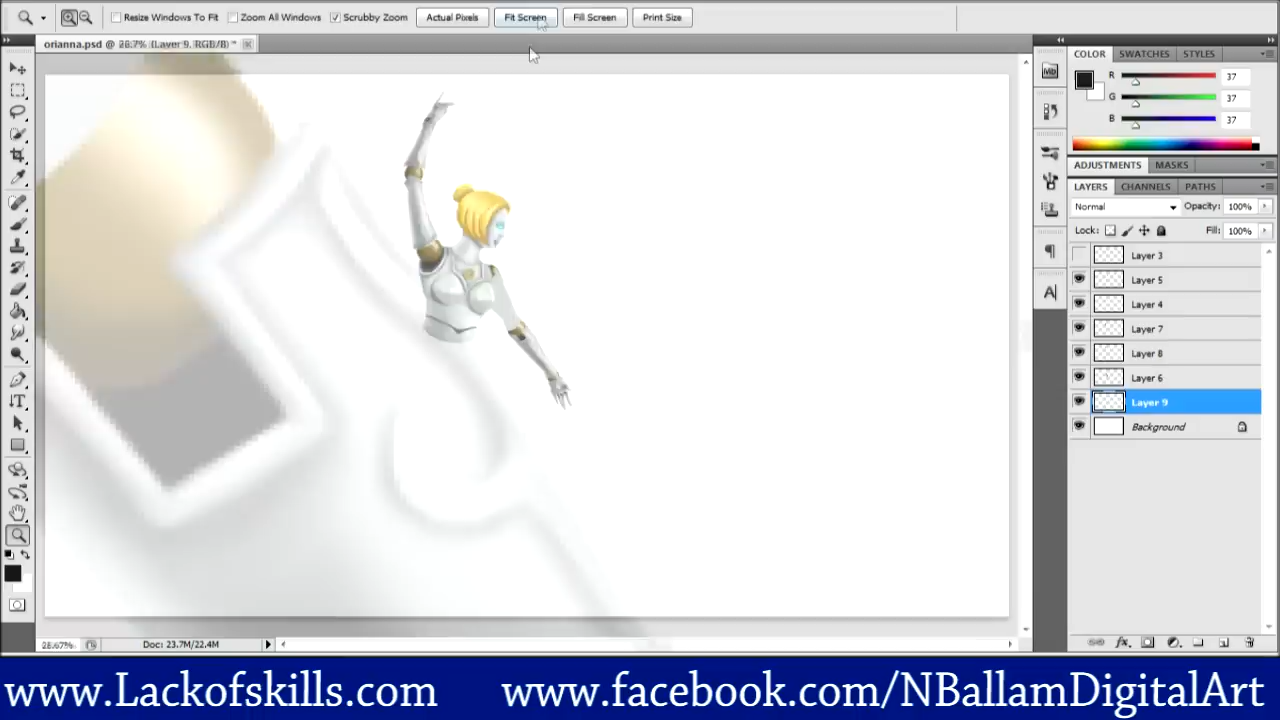 Resize Windows To Fit Zoom All Windows Scrubby Zoom Actual Pixels Fit Screen Fill Screen Print Size
orianna.psd @ 28.7% (Layer 9, RGB/8) *
COLOR SWATCHES STYLES
R 37
G 37
B 37
ADJUSTMENTS MASKS
LAYERS CHANNELS PATHS
Normal Opacity: 100%
Lock: Fill: 100%
Layer 3
Layer 5
Layer 4
Layer 7
Layer 8
Layer 6
Layer 9
Background
28.67% Doc: 23.7M/22.4M
www.Lackofskills.com www.facebook.com/NBallamDigitalArt